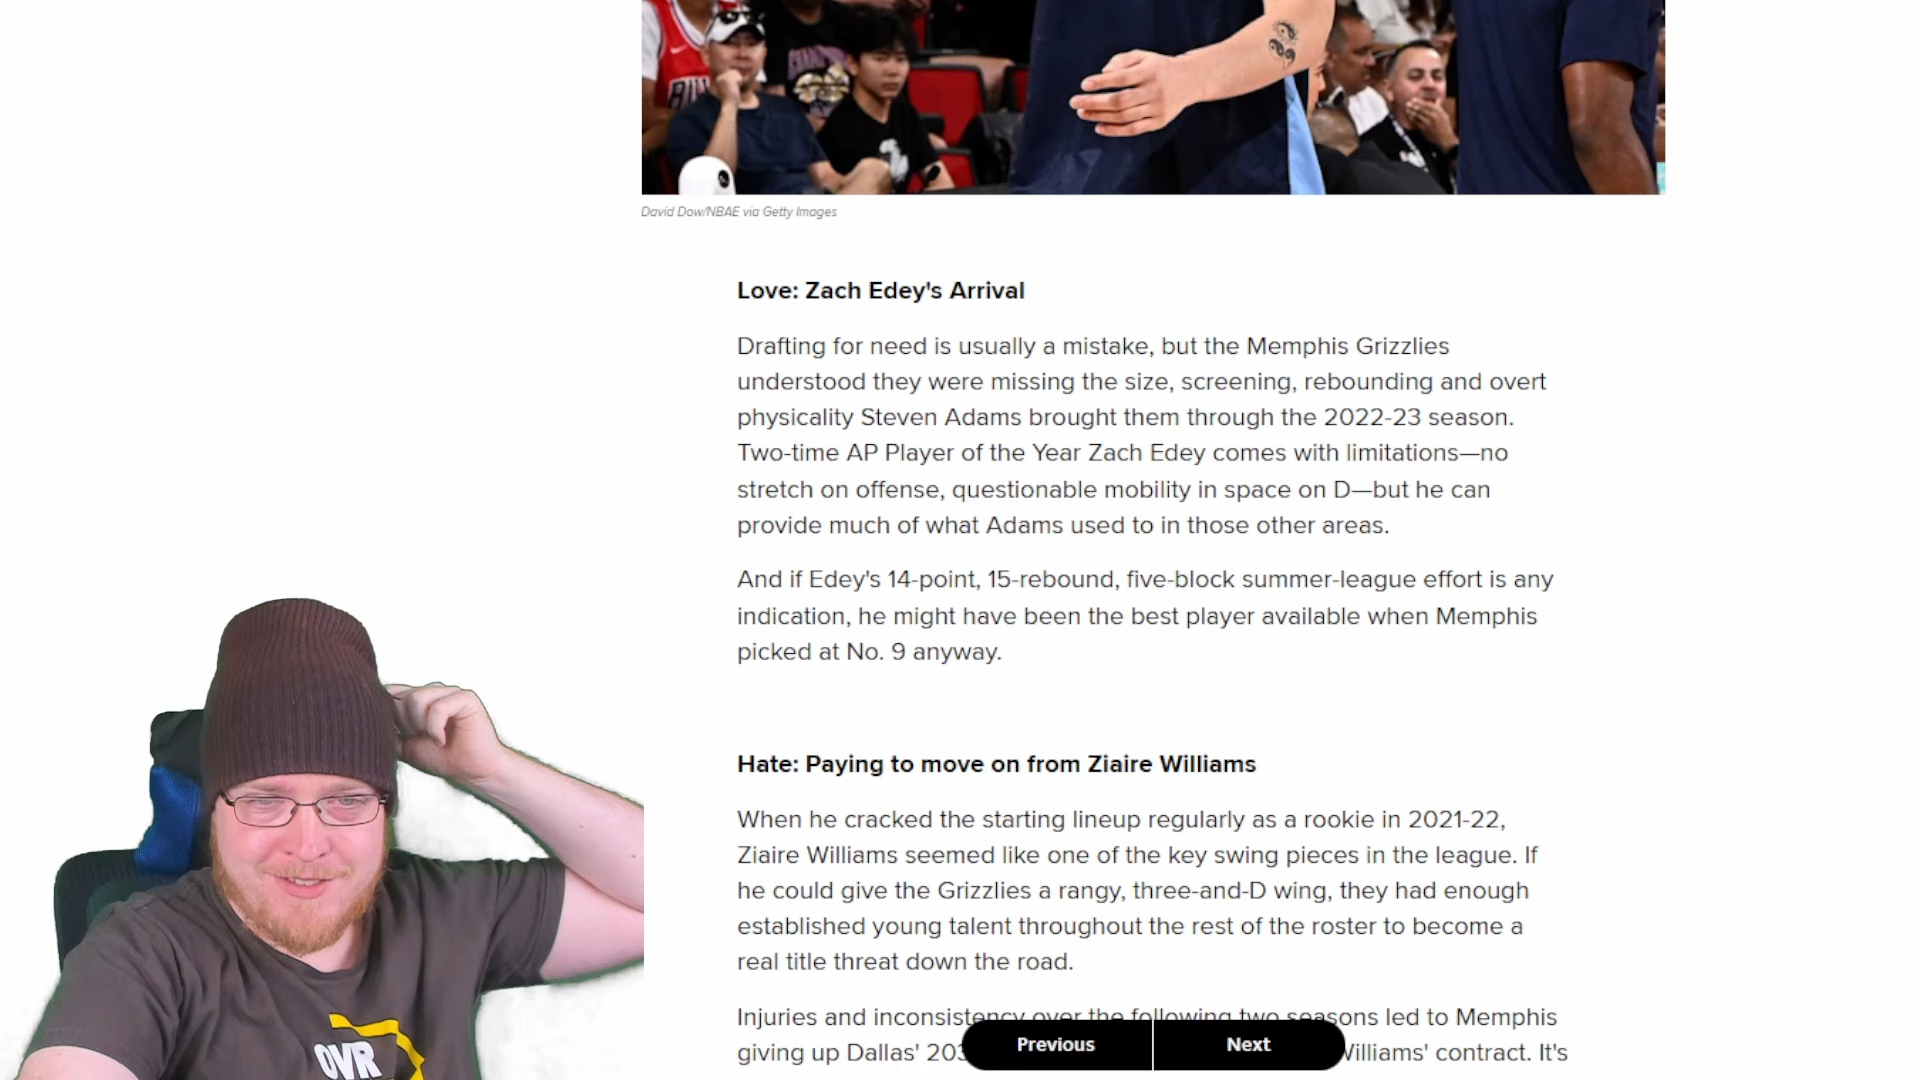 BUL
David Dow/NBAE via Getty Images
Love: Zach Edey's Arrival
Drafting for need is usually a mistake, but the Memphis Grizzlies
understood they were missing the size, screening, rebounding and overt
physicality Steven Adams brought them through the 2022-23 season.
Two-time AP Player of the Year Zach Edey comes with limitations—no
stretch on offense, questionable mobility in space on D—but he can
provide much of what Adams used to in those other areas.
And if Edey's 14-point, 15-rebound, five-block summer-league effort is any
indication, he might have been the best player available when Memphis
picked at No. 9 anyway.
Hate: Paying to move on from Ziaire Williams
When he cracked the starting lineup regularly as a rookie in 2021-22,
Ziaire Williams seemed like one of the key swing pieces in the league. If
he could give the Grizzlies a rangy, three-and-D wing, they had enough
established young talent throughout the rest of the roster to become a
real title threat down the road.
Injuries and inconsistency over the following two seasons led to Memphis
giving up Dallas' 203 Williams' contract. It's
Previous Next
OVR